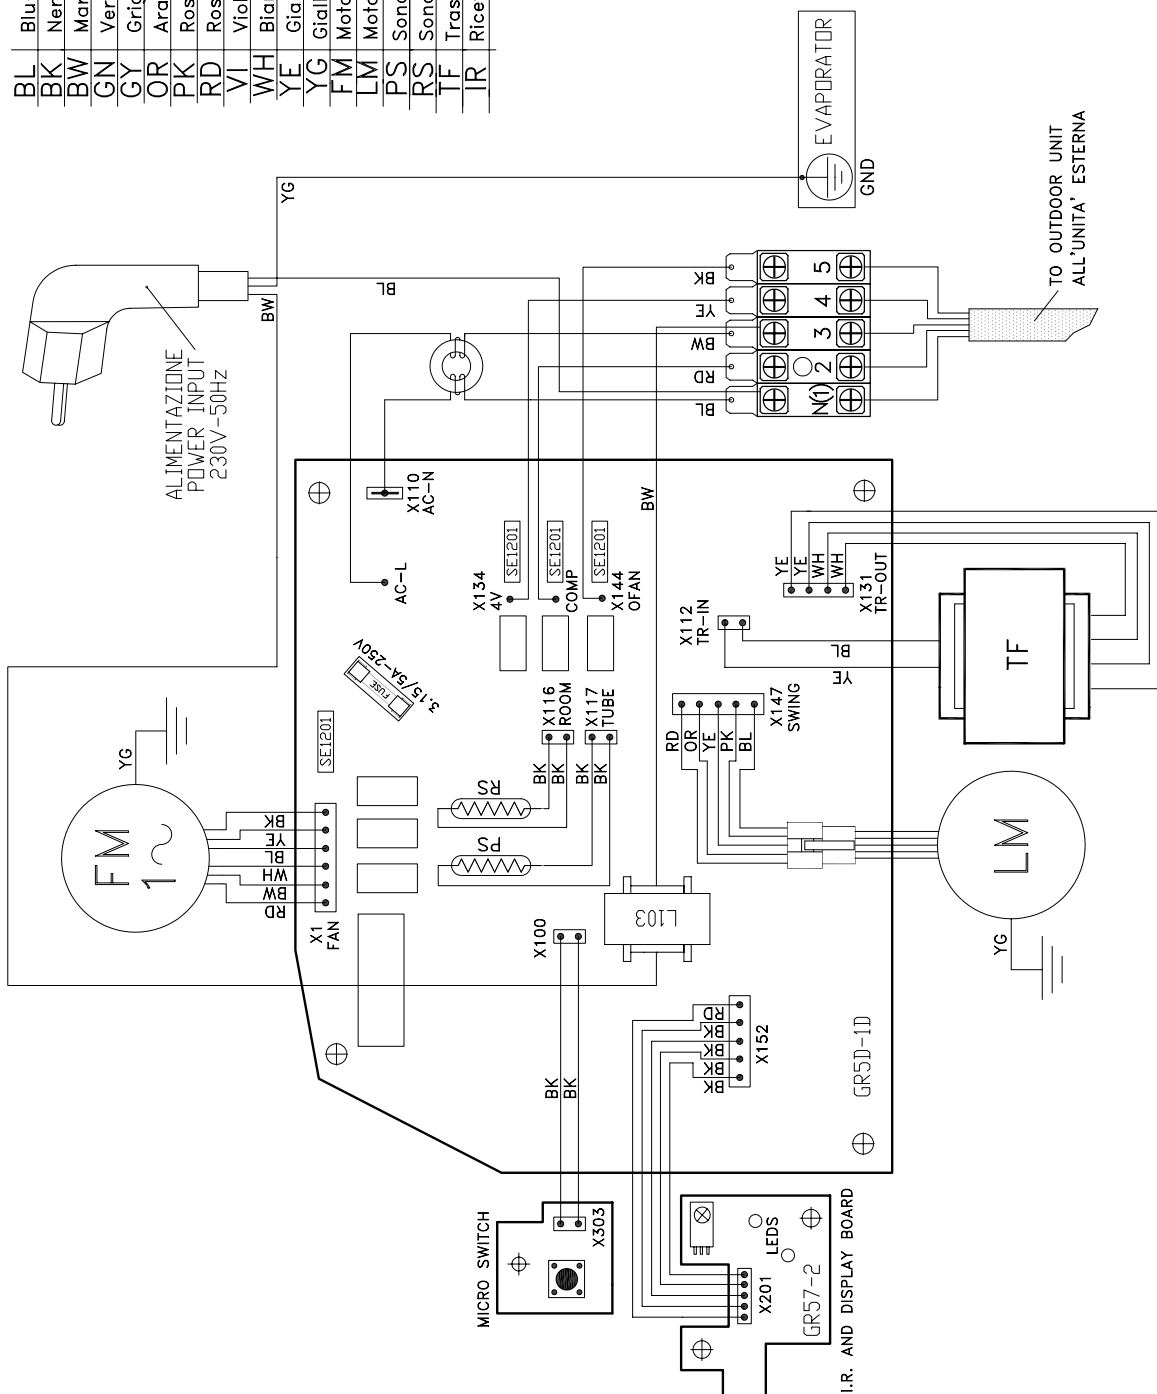 BL Blu
BK Ner
BW Mar
GN Ver
GY Grig
OR Ara
PK Ros
RD Ros
VI Viol
WH Bian
YE Gia
YG Giall
FM Moto
LM Moto
PS Sond
RS Sond
TF Tras
IR Rice
ALIMENTAZIONE
POWER INPUT
230V-50Hz
BW
BL
YG
EVAPORATOR
GND
BK
YE
BW
RD
BL
5
4
3
2
N(1)
TO OUTDOOR UNIT
ALL'UNITA' ESTERNA
X110
AC-N
AC-L
BW
X134
4V
COMP
X144
OFAN
SE1201
SE1201
SE1201
SE1201
FUSE
3.15/5A-250V
X116
ROOM
X117
TUBE
BK
BK
BK
BK
RS
PS
X112
TR-IN
BL
YE
YE
YE
WH
WH
X131
TR-OUT
TF
X147
SWING
RD
OR
YE
PK
BL
LM
YG
FM
1~
YG
BK
YE
BL
WH
BW
RD
X1
FAN
L103
X100
BK
BK
X152
RD
BK
BK
BK
BK
GR5D-1D
MICRO SWITCH
X303
X201
LEDS
GR57-2
I.R. AND DISPLAY BOARD